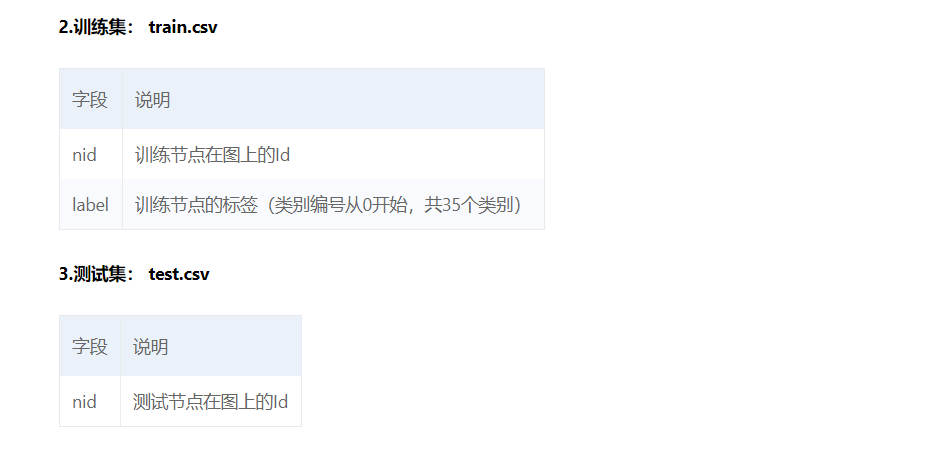 2.训练集： train.csv
字段 说明
nid 训练节点在图上的Id
label 训练节点的标签（类别编号从0开始，共35个类别）
3.测试集： test.csv
字段 说明
nid 测试节点在图上的Id